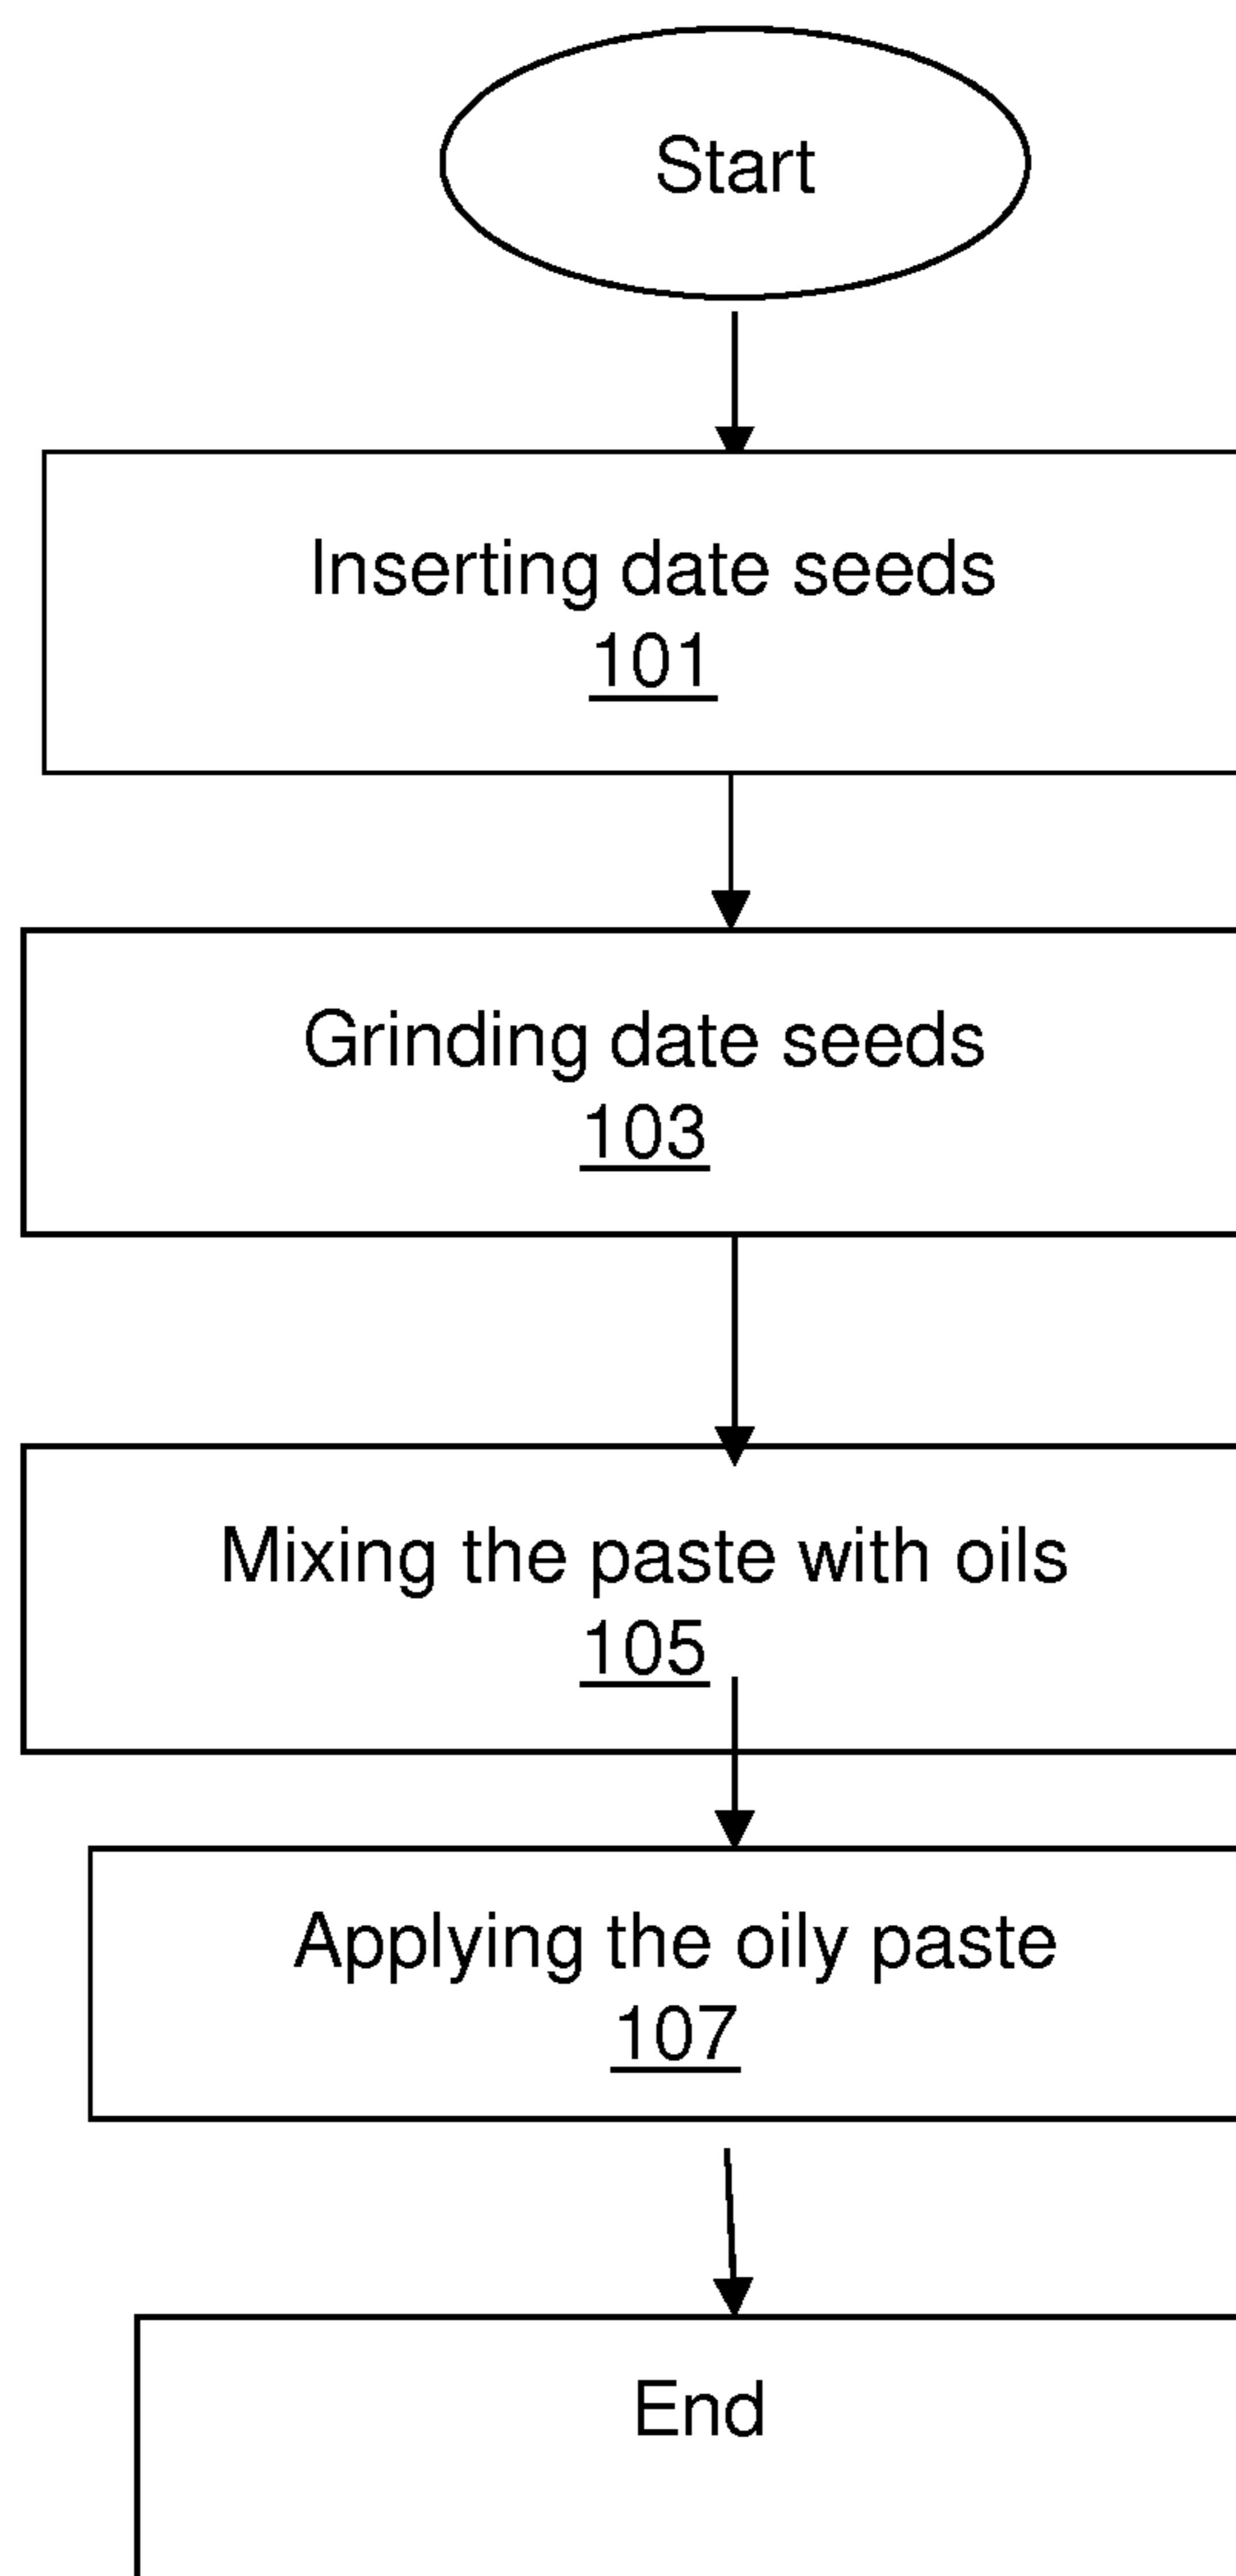 Start
Inserting date seeds
101
Grinding date seeds
103
Mixing the paste with oils
105
Applying the oily paste
107
End